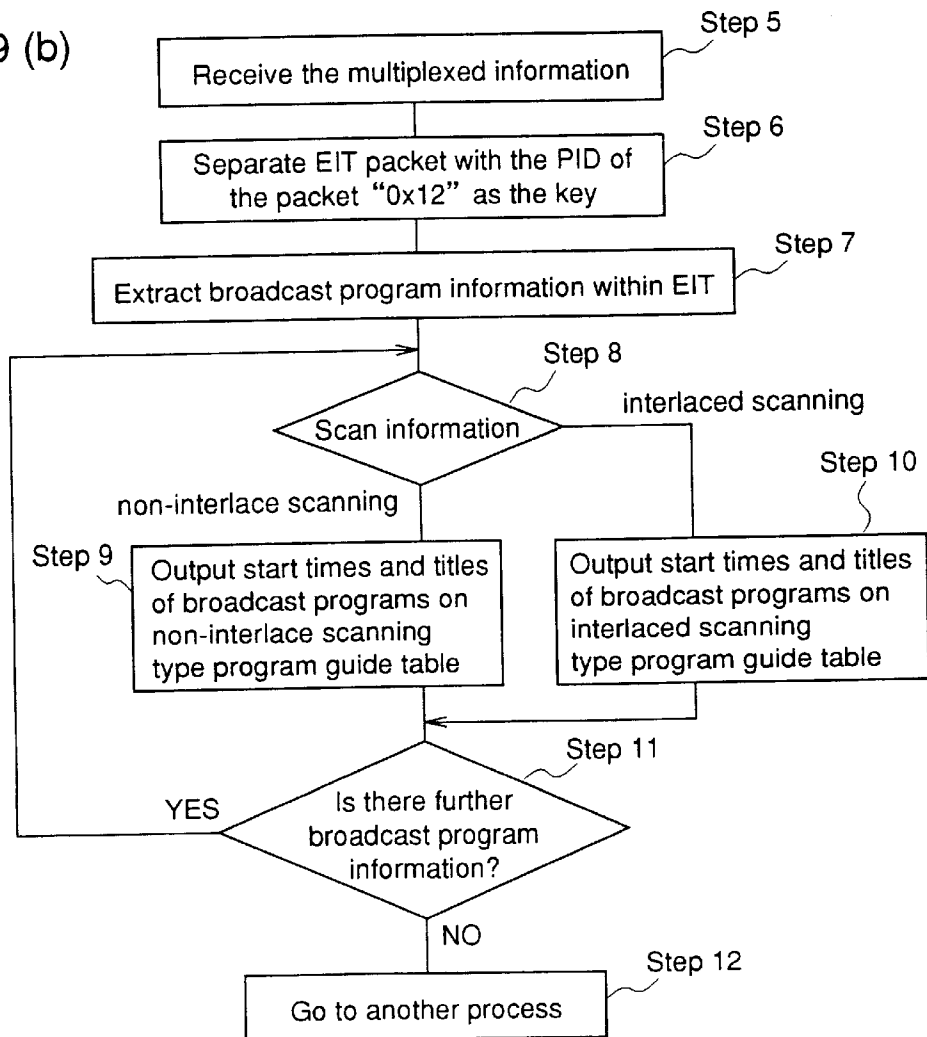 9 (b)
Step 5
Receive the multiplexed information
Step 6
Separate EIT packet with the PID of
the packet “0x12” as the key
Step 7
Extract broadcast program information within EIT
Step 8
Scan information
interlaced scanning
non-interlace scanning
Step 9
Output start times and titles
of broadcast programs on
non-interlace scanning
type program guide table
Step 10
Output start times and titles
of broadcast programs on
interlaced scanning
type program guide table
Step 11
Is there further
broadcast program
information?
YES
NO
Step 12
Go to another process